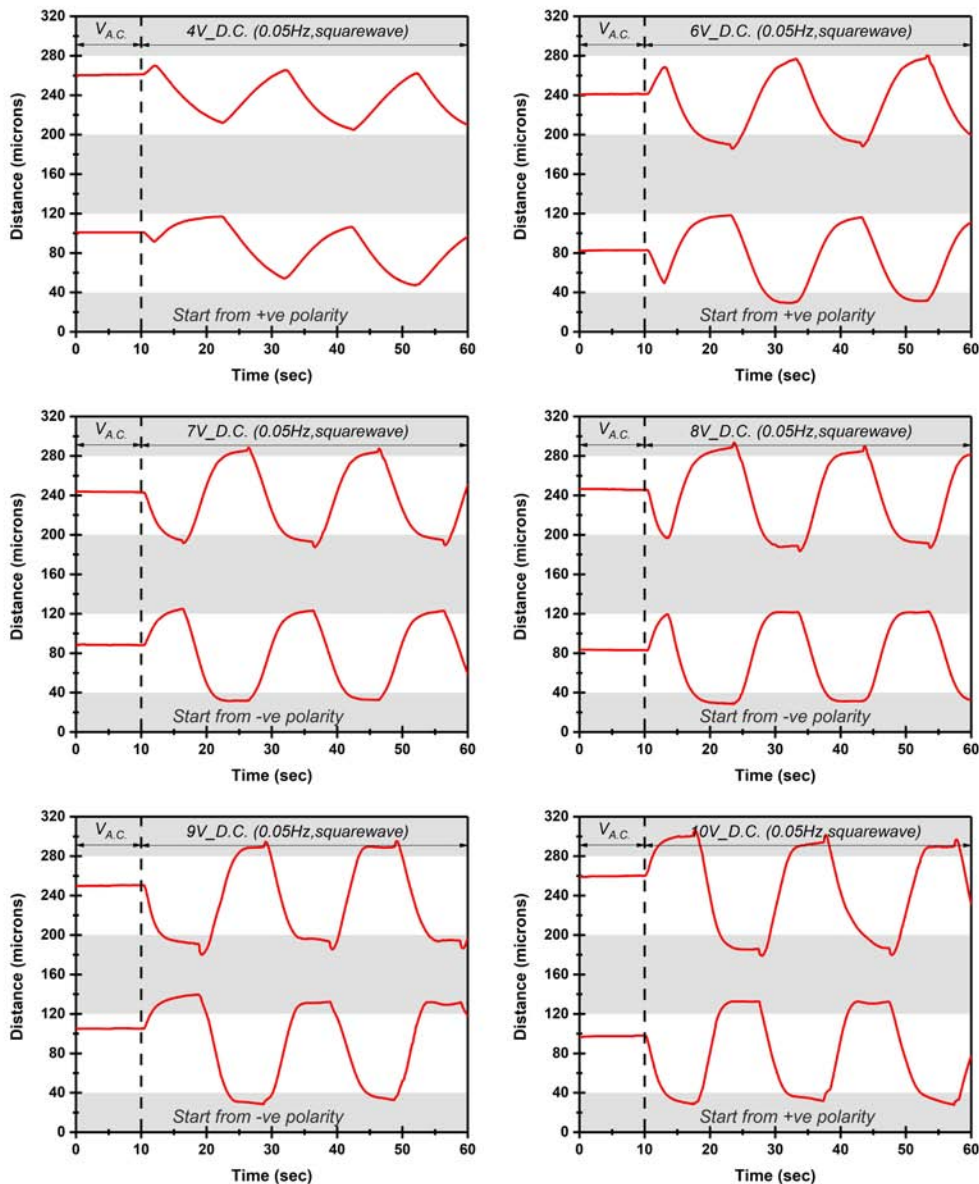 V_A.C. 4V_D.C. (0.05Hz,squarewave)
320
280
240
200
160
120
80
40
0
Distance (microns)
Start from +ve polarity
0 10 20 30 40 50 60
Time (sec)
V_A.C. 6V_D.C. (0.05Hz,squarewave)
320
280
240
200
160
120
80
40
0
Distance (microns)
Start from +ve polarity
0 10 20 30 40 50 60
Time (sec)
V_A.C. 7V_D.C. (0.05Hz,squarewave)
320
280
240
200
160
120
80
40
0
Distance (microns)
Start from -ve polarity
0 10 20 30 40 50 60
Time (sec)
V_A.C. 8V_D.C. (0.05Hz,squarewave)
320
280
240
200
160
120
80
40
0
Distance (microns)
Start from -ve polarity
0 10 20 30 40 50 60
Time (sec)
V_A.C. 9V_D.C. (0.05Hz,squarewave)
320
280
240
200
160
120
80
40
0
Distance (microns)
Start from -ve polarity
0 10 20 30 40 50 60
Time (sec)
V_A.C. 10V_D.C. (0.05Hz,squarewave)
320
280
240
200
160
120
80
40
0
Distance (microns)
Start from +ve polarity
0 10 20 30 40 50 60
Time (sec)